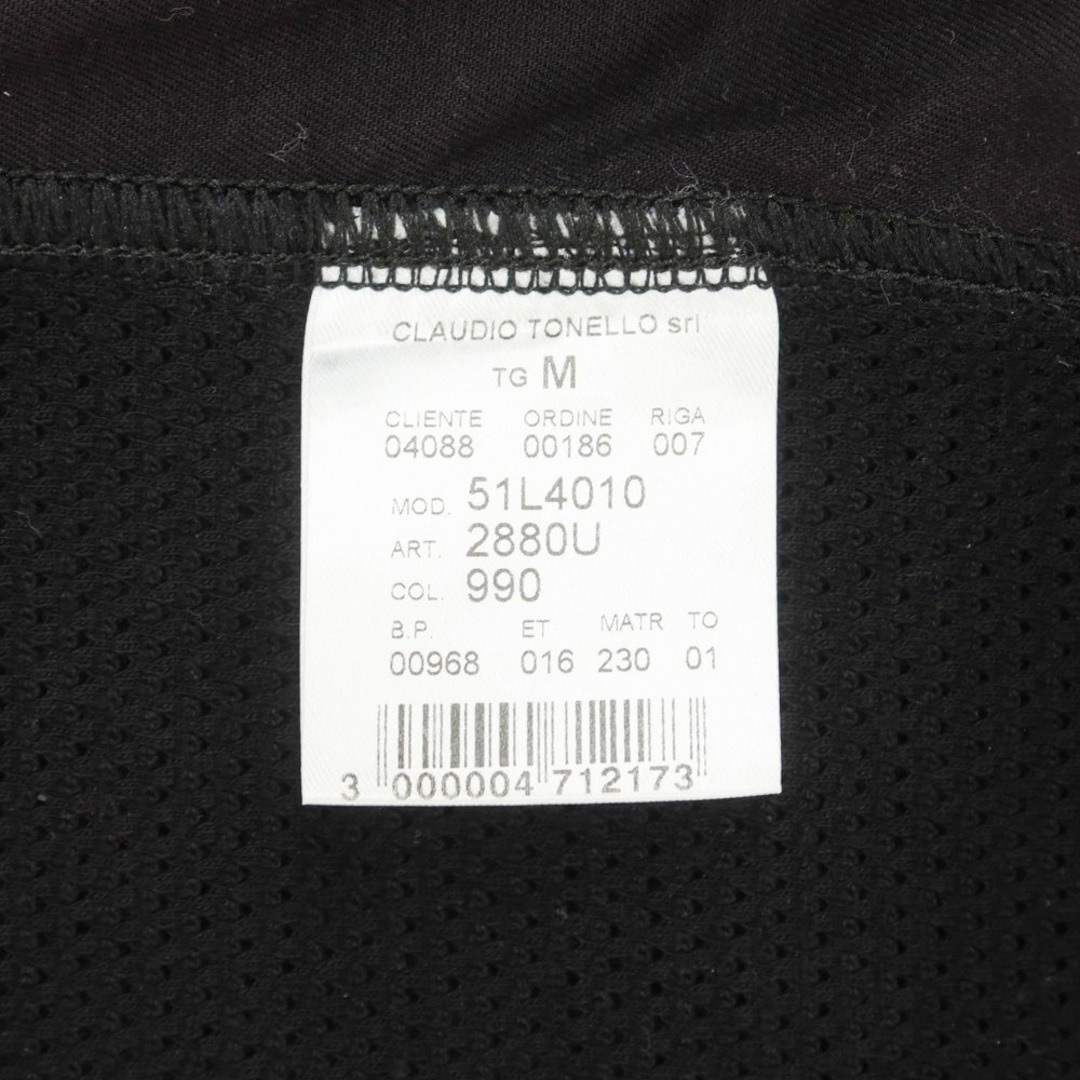 CLAUDIO TONELLO srl
TG M
CLIENTE ORDINE RIGA
04088 00186 007
MOD. 51L4010
ART. 2880U
COL. 990
B.P. ET MATR TO
00968 016 230 01
3 000004 712173